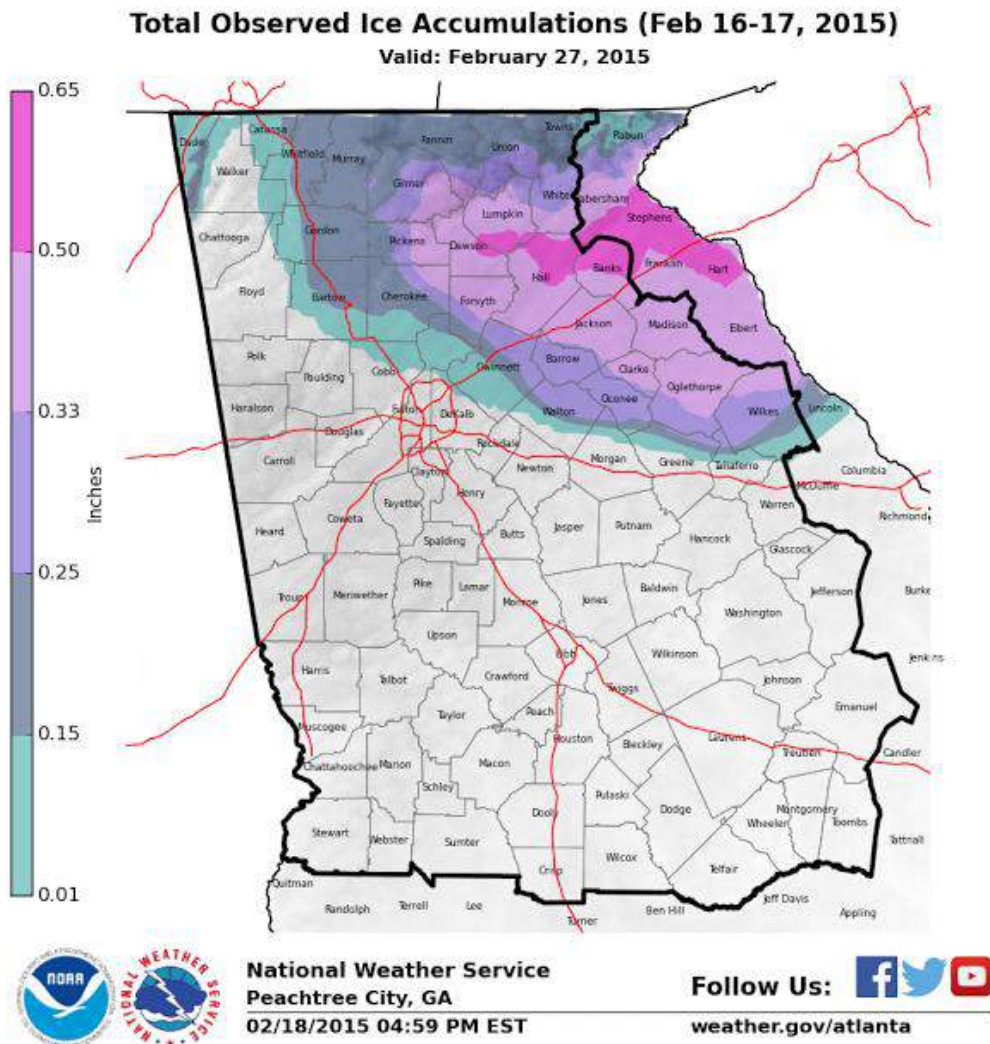 Total Observed Ice Accumulations (Feb 16-17, 2015)
Valid: February 27, 2015
0.65
0.50
0.33
0.25
0.15
0.01
Inches
Dade
Catassa
Walker
Whitfield
Murray
Fannin
Union
Towns
Rabun
Gilmer
White
Habersham
Stephens
Lumpkin
Chattooga
Gordon
Pickens
Dawson
Hall
Banks
Franklin
Hart
Floyd
Bartow
Cherokee
Forsyth
Jackson
Madison
Elbert
Polk
Paulding
Cobb
Gwinnett
Barrow
Clarke
Oglethorpe
Oconee
Haralson
Fulton
DeKalb
Walton
Wilkes
Lincoln
Douglas
Rockdale
Carroll
Clayton
Newton
Morgan
Greene
Taliaferro
Columbia
McDuffie
Warren
Richmond
Heard
Coweta
Fayette
Henry
Butts
Jasper
Putnam
Hancock
Glascock
Spalding
Troup
Meriwether
Pike
Lamar
Monroe
Jones
Baldwin
Washington
Jefferson
Burke
Upson
Bibb
Wilkinson
Jenkins
Harris
Talbot
Crawford
Twiggs
Johnson
Emanuel
Peach
Taylor
Muscogee
Houston
Bleckley
Laurens
Treutlen
Candler
Chattahoochee
Marion
Macon
Schley
Pulaski
Dodge
Montgomery
Wheeler
Toombs
Tattnall
Stewart
Webster
Sumter
Dooly
Wilcox
Telfair
Crisp
Quitman
Randolph
Terrell
Lee
Turner
Ben Hill
Jeff Davis
Appling
NOAA
NATIONAL WEATHER SERVICE
National Weather Service
Peachtree City, GA
02/18/2015 04:59 PM EST
Follow Us:
weather.gov/atlanta